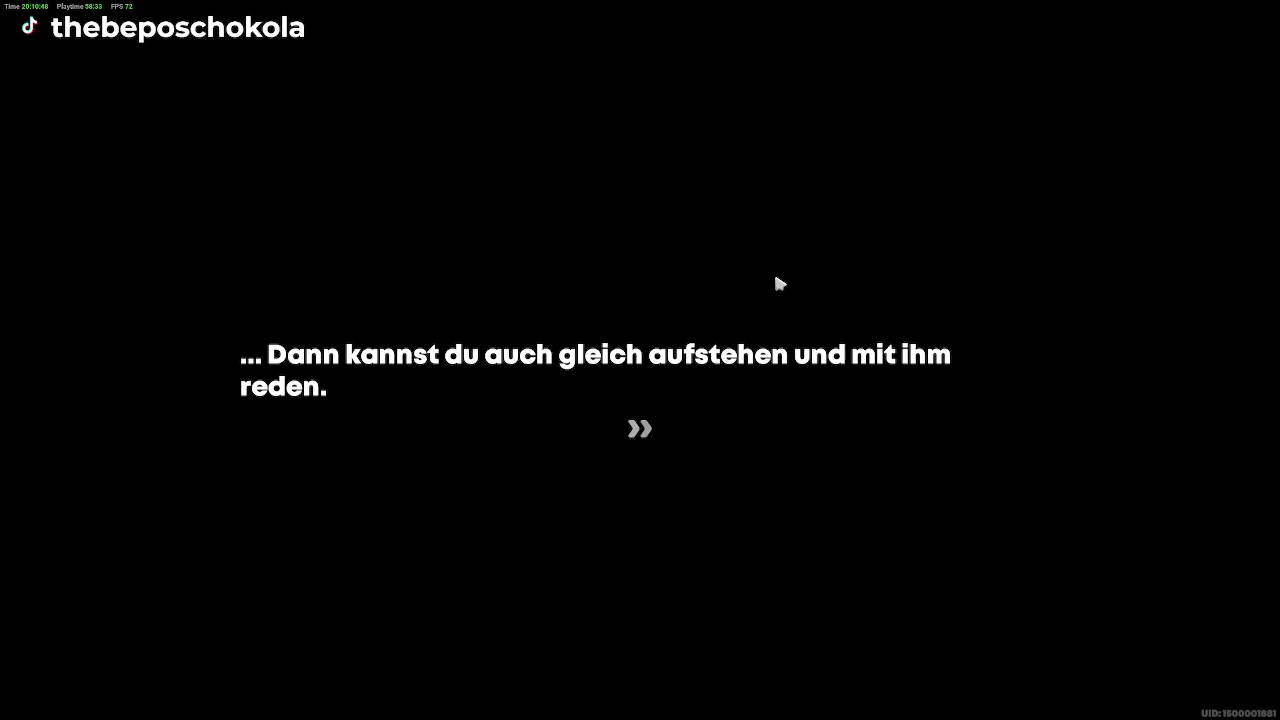 Time 20:10:48 Playtime 58:33 FPS 72
thebeposchokola
... Dann kannst du auch gleich aufstehen und mit ihm
reden.
UID: 1500001881